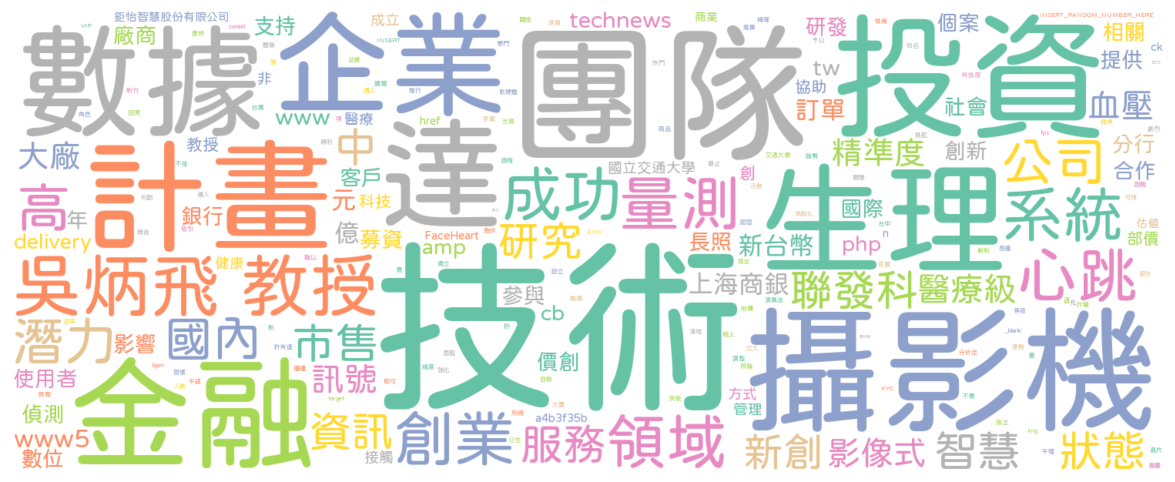 鉅怡智慧股份有限公司
成立
支持
technews
商業
研發
個案
INSERT_RANDOM_NUMBER_HERE
相關
ck
廠商
數據
非
企業
團隊
投資
提供
www
醫療
href
tw
協助
訂單
社會
血壓
大廠
教授
中
達
國立交通大學
精準度
創新
公司
分行
合作
計畫
客戶
成功
量測
創
生理
國際
系統
高
年
銀行
元
科技
億
募資
FaceHeart
amp
研究
長照
新台幣
php
n
估值
部價
delivery
健康
吳炳飛
教授
參與
上海商銀
聯發科
醫療級
心跳
cb
技術
攝影機
潛力
影響
國內
市售
價創
使用者
金融
訊號
方式
管理
偵測
資訊
a4b3f35b
www5
數位
接觸
創業
服務
領域
新創
影像式
智慧
狀態